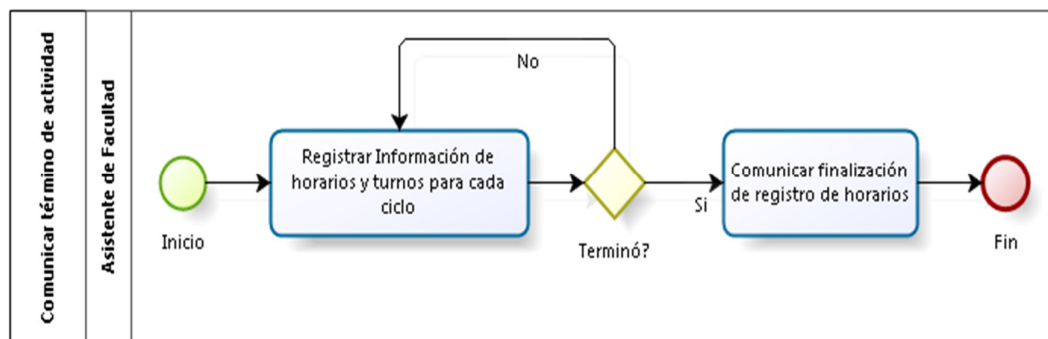 Comunicar término de actividad
Asistente de Facultad
Inicio
Registrar Información de
horarios y turnos para cada
ciclo
No
Terminó?
Si
Comunicar finalización
de registro de horarios
Fin